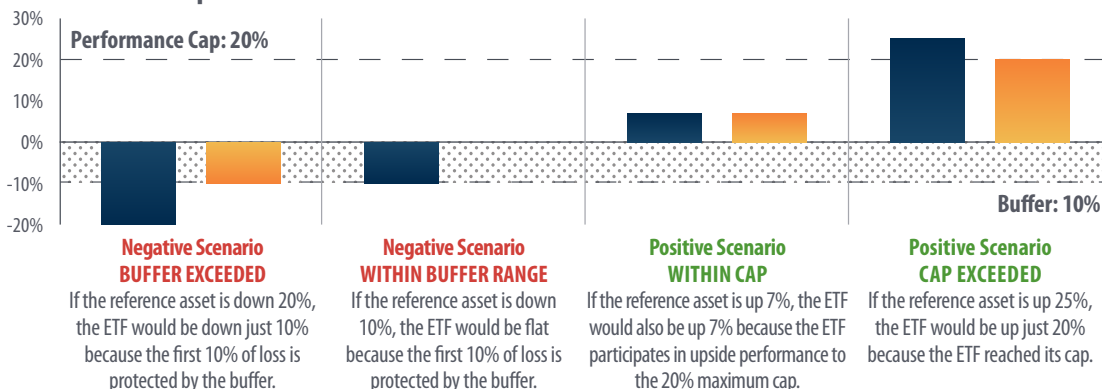 30%
Performance Cap: 20%
20%
10%
0%
-10%
Buffer: 10%
-20%
Negative Scenario
BUFFER EXCEEDED
If the reference asset is down 20%,
the ETF would be down just 10%
because the first 10% of loss is
protected by the buffer.
Negative Scenario
WITHIN BUFFER RANGE
If the reference asset is down
10%, the ETF would be flat
because the first 10% of loss is
protected by the buffer.
Positive Scenario
WITHIN CAP
If the reference asset is up 7%, the ETF
would also be up 7% because the ETF
participates in upside performance to
the 20% maximum cap.
Positive Scenario
CAP EXCEEDED
If the reference asset is up 25%,
the ETF would be up just 20%
because the ETF reached its cap.